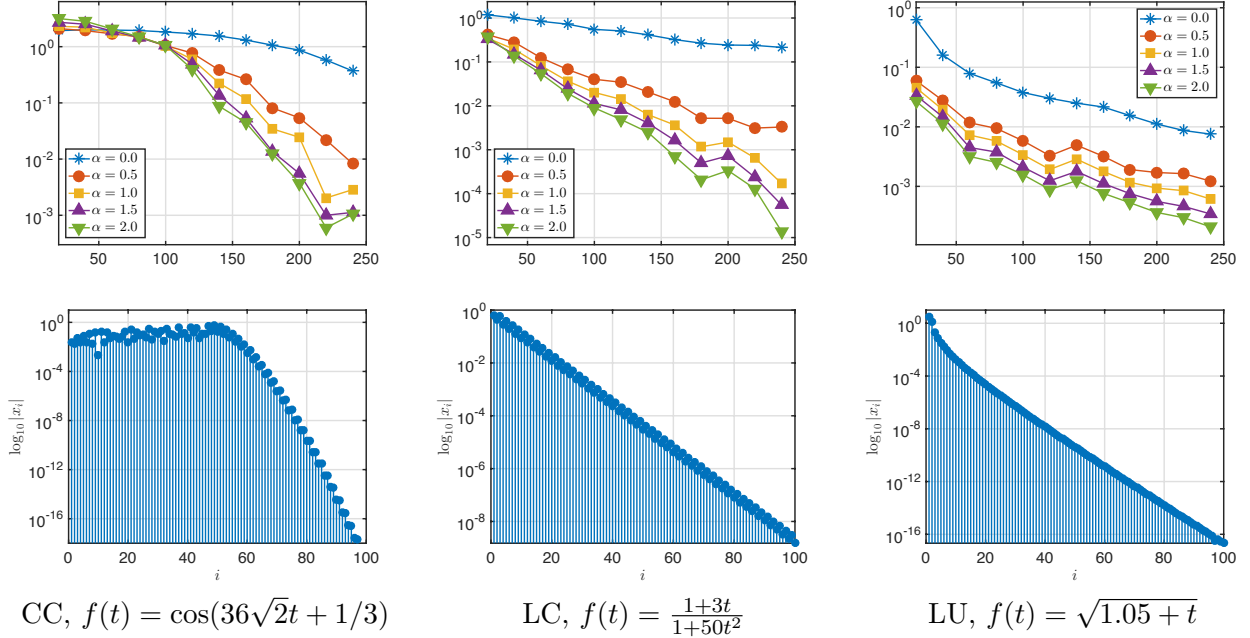 10^0
10^-1
10^-2
10^-3
α = 0.0
α = 0.5
α = 1.0
α = 1.5
α = 2.0
50 100 150 200 250
10^0
10^-1
10^-2
10^-3
10^-4
10^-5
α = 0.0
α = 0.5
α = 1.0
α = 1.5
α = 2.0
50 100 150 200 250
10^0
10^-1
10^-2
10^-3
α = 0.0
α = 0.5
α = 1.0
α = 1.5
α = 2.0
50 100 150 200 250
log₁₀ |x_i|
10^0
10^-4
10^-8
10^-12
10^-16
0 20 40 60 80 100
i
log₁₀ |x_i|
10^0
10^-2
10^-4
10^-6
10^-8
0 20 40 60 80 100
i
log₁₀ |x_i|
10^0
10^-4
10^-8
10^-12
10^-16
0 20 40 60 80 100
i
CC, f(t) = cos(36√2t + 1/3)
LC, f(t) = \frac{1+3t}{1+50t^2}
LU, f(t) = √(1.05 + t)